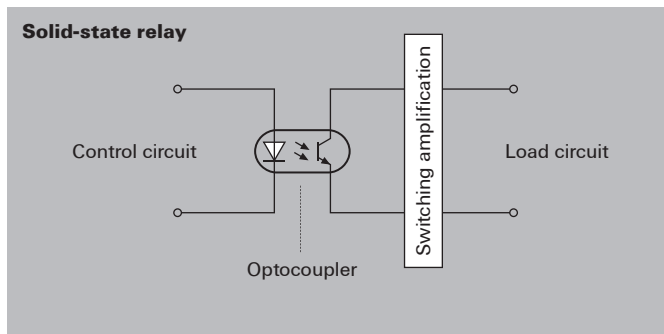 Solid-state relay
Control circuit
Switching amplification
Load circuit
Optocoupler